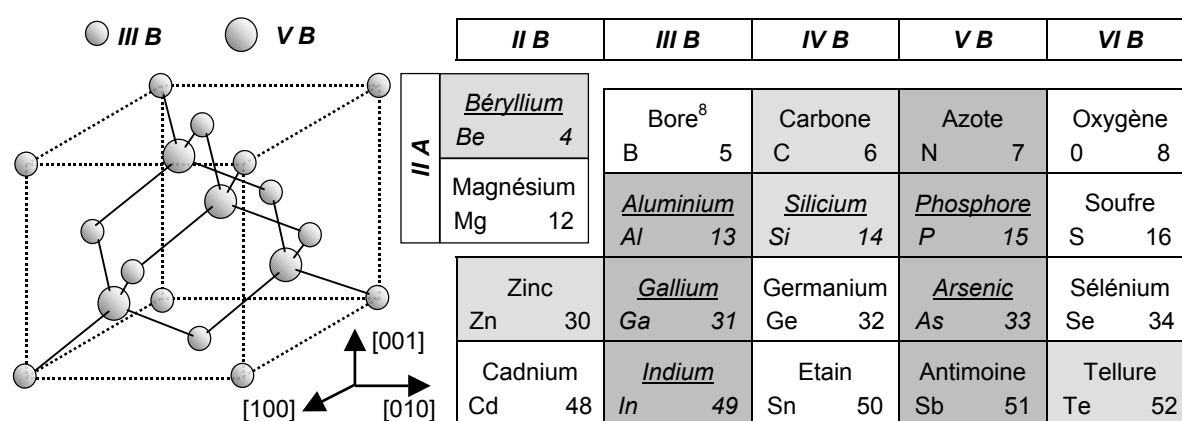 III B V B
[001]
[100] [010]
II B III B IV B V B VI B
II A
Béryllium
Be 4
Magnésium
Mg 12
Bore8 Carbone Azote Oxygène
B 5 C 6 N 7 0 8
Aluminium Silicium Phosphore Soufre
Al 13 Si 14 P 15 S 16
Zinc Gallium Germanium Arsenic Sélénium
Zn 30 Ga 31 Ge 32 As 33 Se 34
Cadnium Indium Etain Antimoine Tellure
Cd 48 In 49 Sn 50 Sb 51 Te 52